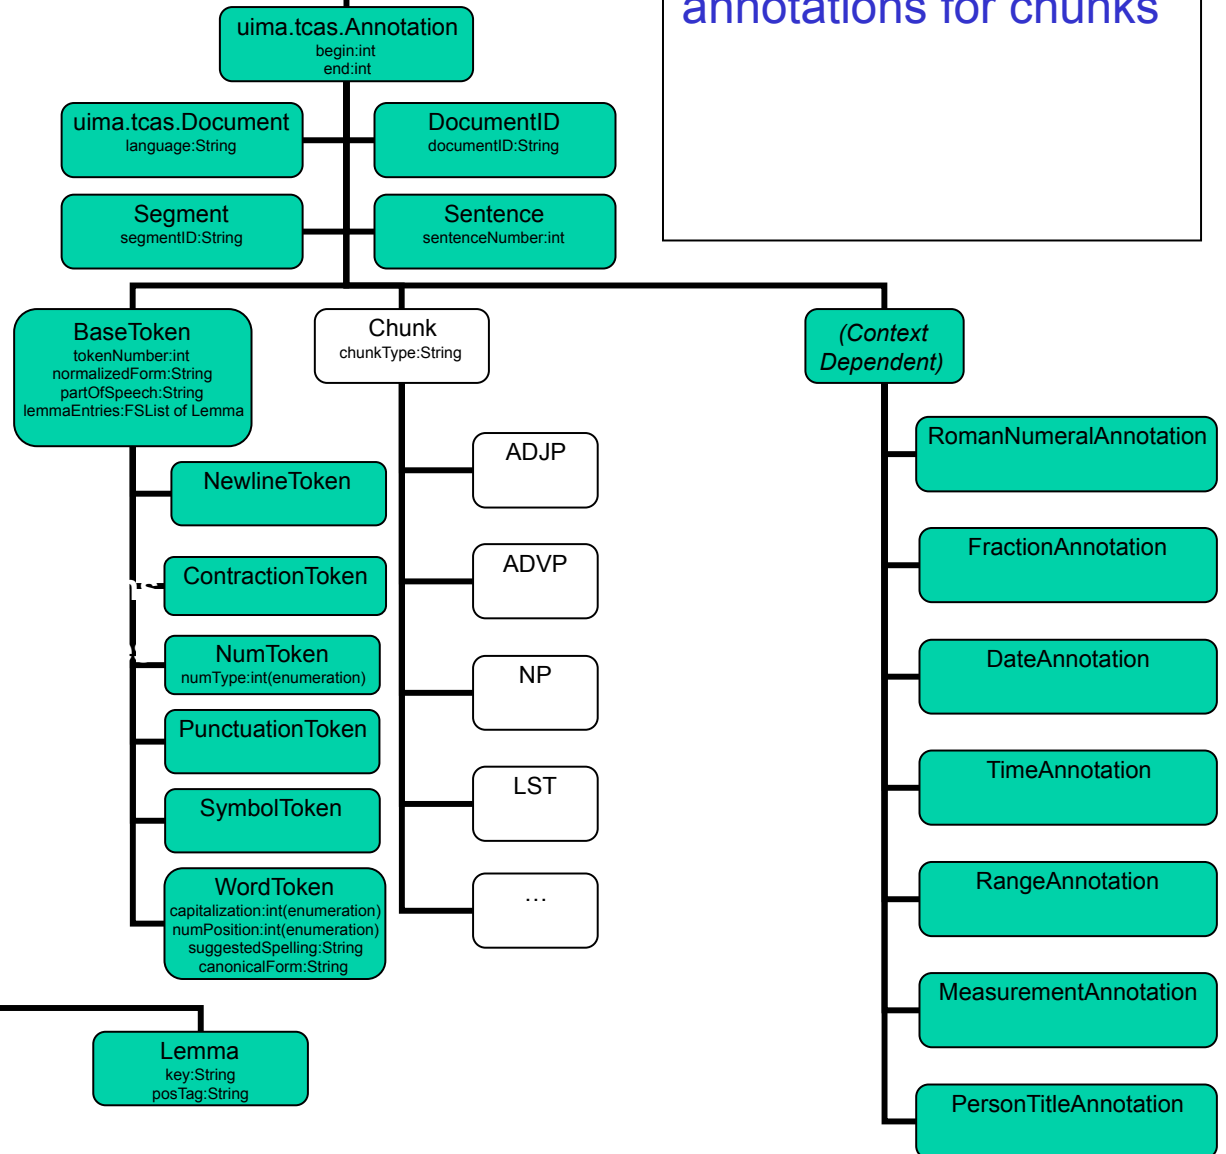 annotations for chunks
uima.tcas.Annotation
begin:int
end:int
uima.tcas.Document
language:String
DocumentID
documentID:String
Segment
segmentID:String
Sentence
sentenceNumber:int
BaseToken
tokenNumber:int
normalizedForm:String
partOfSpeech:String
lemmaEntries:FSList of Lemma
Chunk
chunkType:String
(Context
Dependent)
NewlineToken
ContractionToken
NumToken
numType:int(enumeration)
PunctuationToken
SymbolToken
WordToken
capitalization:int(enumeration)
numPosition:int(enumeration)
suggestedSpelling:String
canonicalForm:String
ADJP
ADVP
NP
LST
…
RomanNumeralAnnotation
FractionAnnotation
DateAnnotation
TimeAnnotation
RangeAnnotation
MeasurementAnnotation
PersonTitleAnnotation
Lemma
key:String
posTag:String